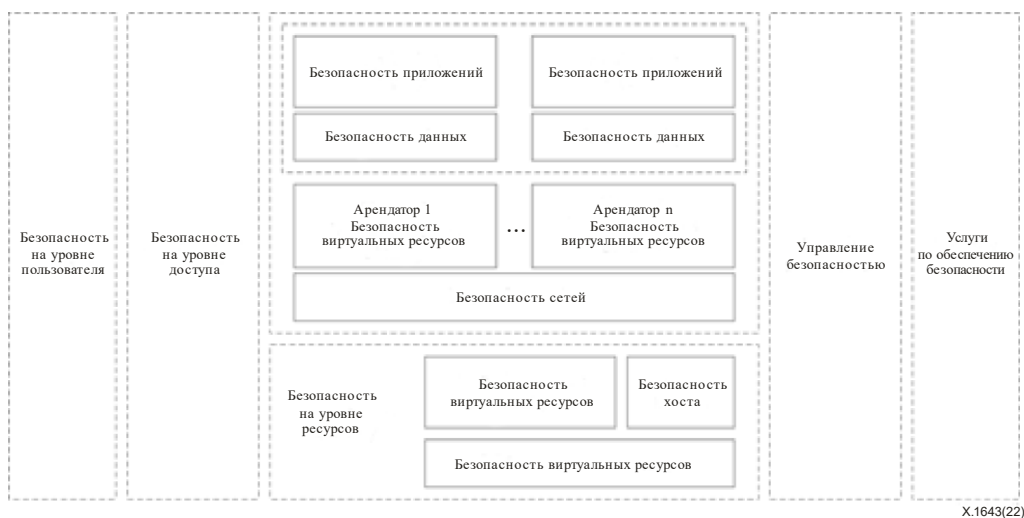 Безопасность
на уровне
пользователя
Безопасность
на уровне
доступа
Безопасность приложений
Безопасность приложений
Безопасность данных
Безопасность данных
Арендатор 1
Безопасность
виртуальных ресурсов
...
Арендатор n
Безопасность
виртуальных ресурсов
Безопасность сетей
Безопасность
на уровне
ресурсов
Безопасность
виртуальных ресурсов
Безопасность
хоста
Безопасность виртуальных ресурсов
Управление
безопасностью
Услуги
по обеспечению
безопасности
X.1643(22)